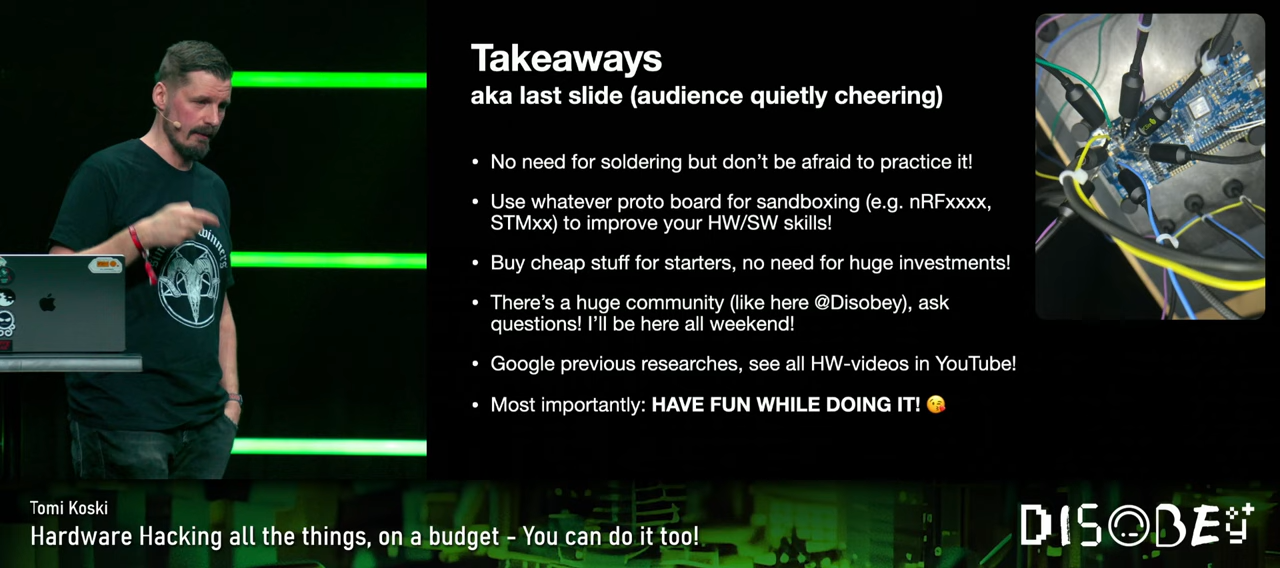 Takeaways
aka last slide (audience quietly cheering)
• No need for soldering but don’t be afraid to practice it!
• Use whatever proto board for sandboxing (e.g. nRFxxxx,
STMxx) to improve your HW/SW skills!
• Buy cheap stuff for starters, no need for huge investments!
• There’s a huge community (like here @Disobey), ask
questions! I’ll be here all weekend!
• Google previous researches, see all HW-videos in YouTube!
• Most importantly: HAVE FUN WHILE DOING IT! 😘
Tomi Koski
Hardware Hacking all the things, on a budget - You can do it too!
DISOBEY